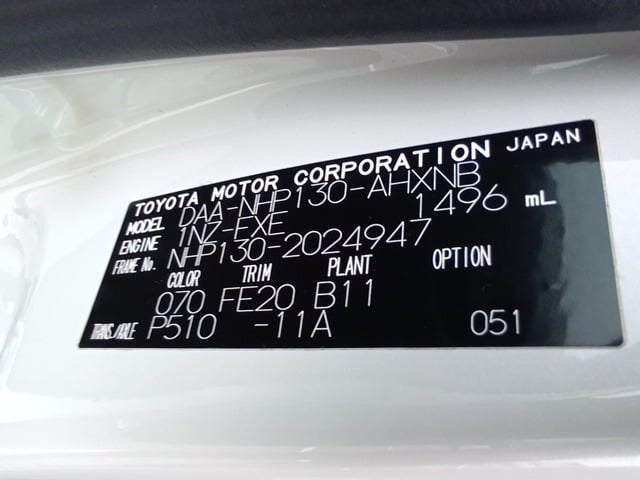 TOYOTA MOTOR CORPORATION JAPAN
MODEL DAA-NHP130-AHXNB
ENGINE 1NZ-FXE 1496 mL
FRAME No. NHP130-2024947
COLOR TRIM PLANT OPTION
070 FE20 B11
TRANS./AXLE P510 -11A 051